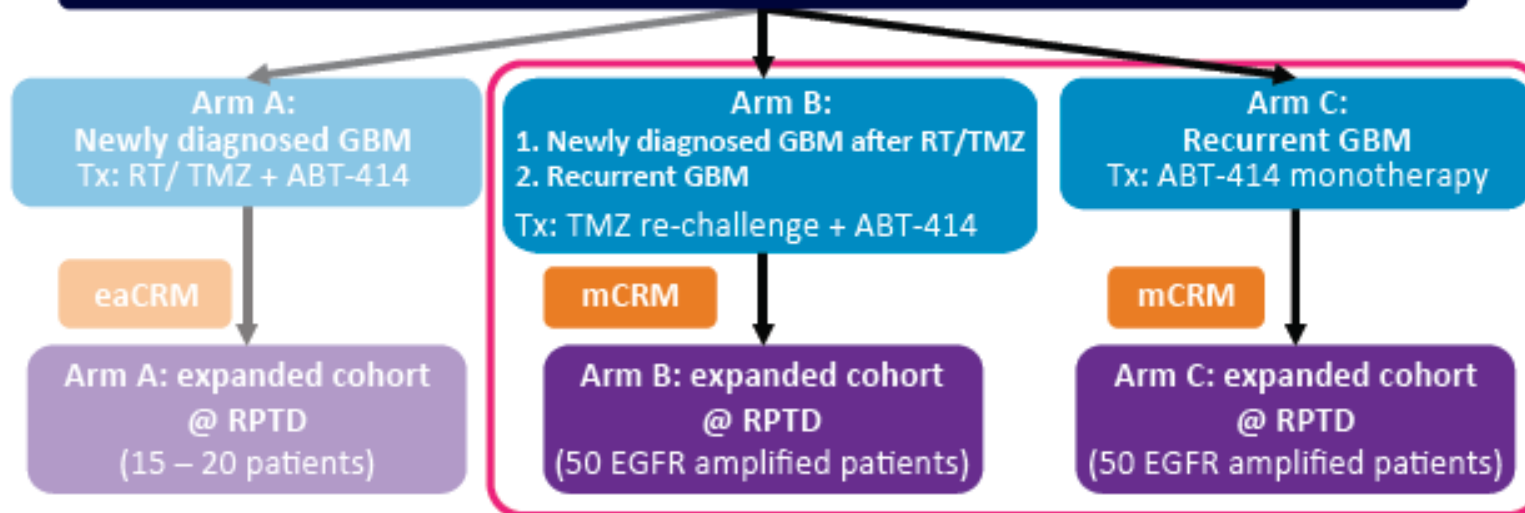 Arm A:
Newly diagnosed GBM
Tx: RT/ TMZ + ABT-414
Arm B:
1. Newly diagnosed GBM after RT/TMZ
2. Recurrent GBM
Tx: TMZ re-challenge + ABT-414
Arm C:
Recurrent GBM
Tx: ABT-414 monotherapy
eaCRM
mCRM
mCRM
Arm A: expanded cohort
@ RPTD
(15 – 20 patients)
Arm B: expanded cohort
@ RPTD
(50 EGFR amplified patients)
Arm C: expanded cohort
@ RPTD
(50 EGFR amplified patients)